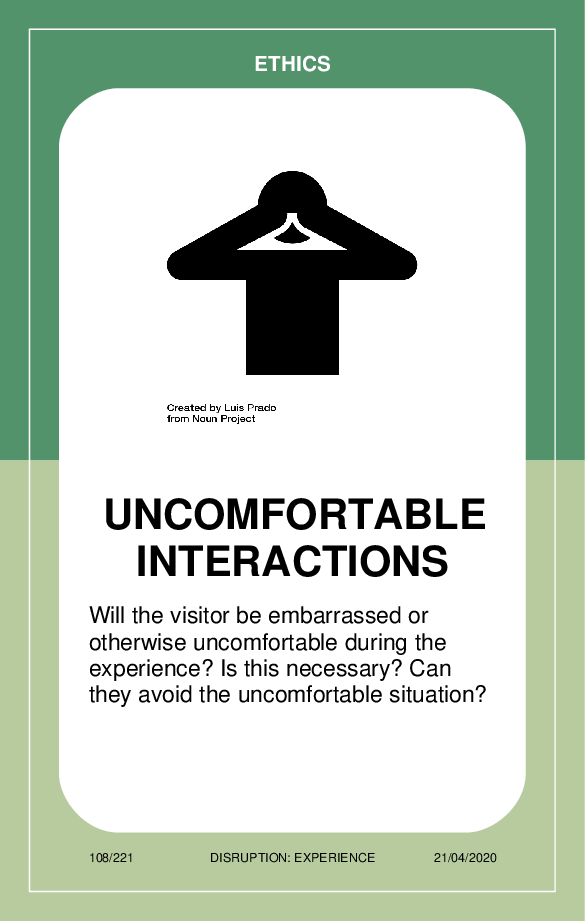 ETHICS
Created by Luis Prado
from Noun Project
UNCOMFORTABLE
INTERACTIONS
Will the visitor be embarrassed or
otherwise uncomfortable during the
experience? Is this necessary? Can
they avoid the uncomfortable situation?
108/221 DISRUPTION: EXPERIENCE 21/04/2020